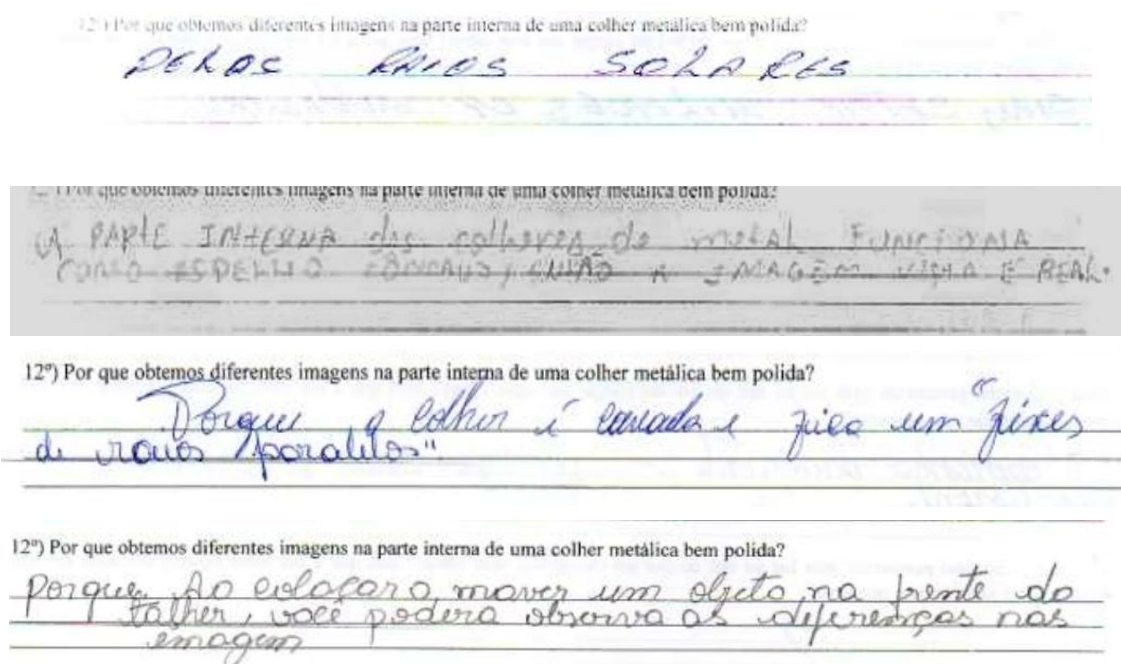 12º) Por que obtemos diferentes imagens na parte interna de uma colher metálica bem polida?
PELOS RAIOS SOLARES
Por que obtemos diferentes imagens na parte interna de uma colher metálica bem polida?
A PARTE INTERNA das colheres de metAL FUNCIONA
COMO ESPELHO CÔNCAVO, ENTÃO A IMAGEM VISTA É REAL.
12º) Por que obtemos diferentes imagens na parte interna de uma colher metálica bem polida?
Porque a colher é cavada e fica um "feixes
de raios paralelos".
12º) Por que obtemos diferentes imagens na parte interna de uma colher metálica bem polida?
Porque, Ao colocar o mover um objeto na frente do
talher, você podera observa as diferenças nas
emagem